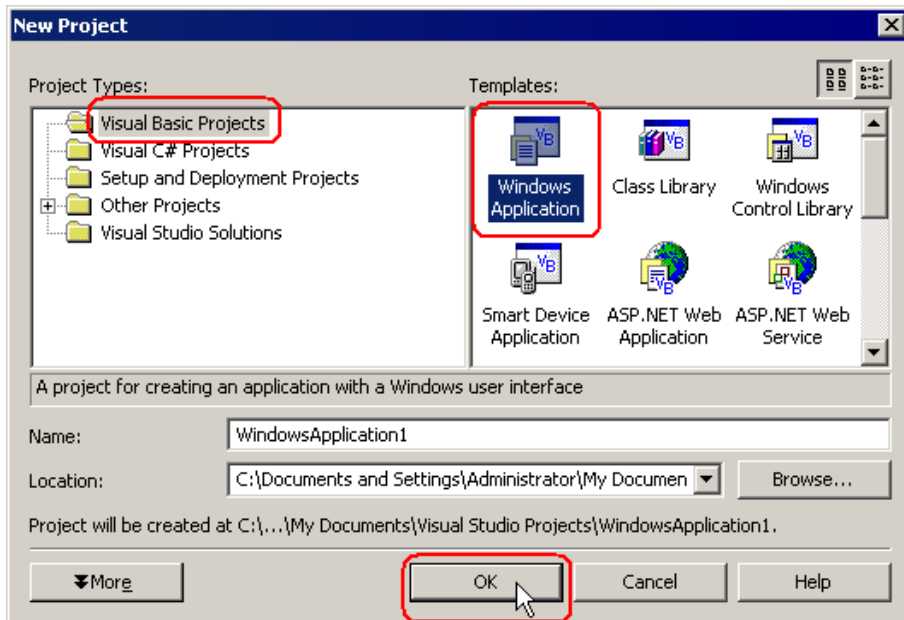 New Project
Project Types:
Templates:
Visual Basic Projects
Visual C# Projects
Setup and Deployment Projects
Other Projects
Visual Studio Solutions
Windows
Application
Class Library
Windows
Control Library
Smart Device
Application
ASP.NET Web
Application
ASP.NET Web
Service
A project for creating an application with a Windows user interface
Name:
WindowsApplication1
Location:
C:\Documents and Settings\Administrator\My Documen
Browse...
Project will be created at C:\...\My Documents\Visual Studio Projects\WindowsApplication1.
More
OK
Cancel
Help